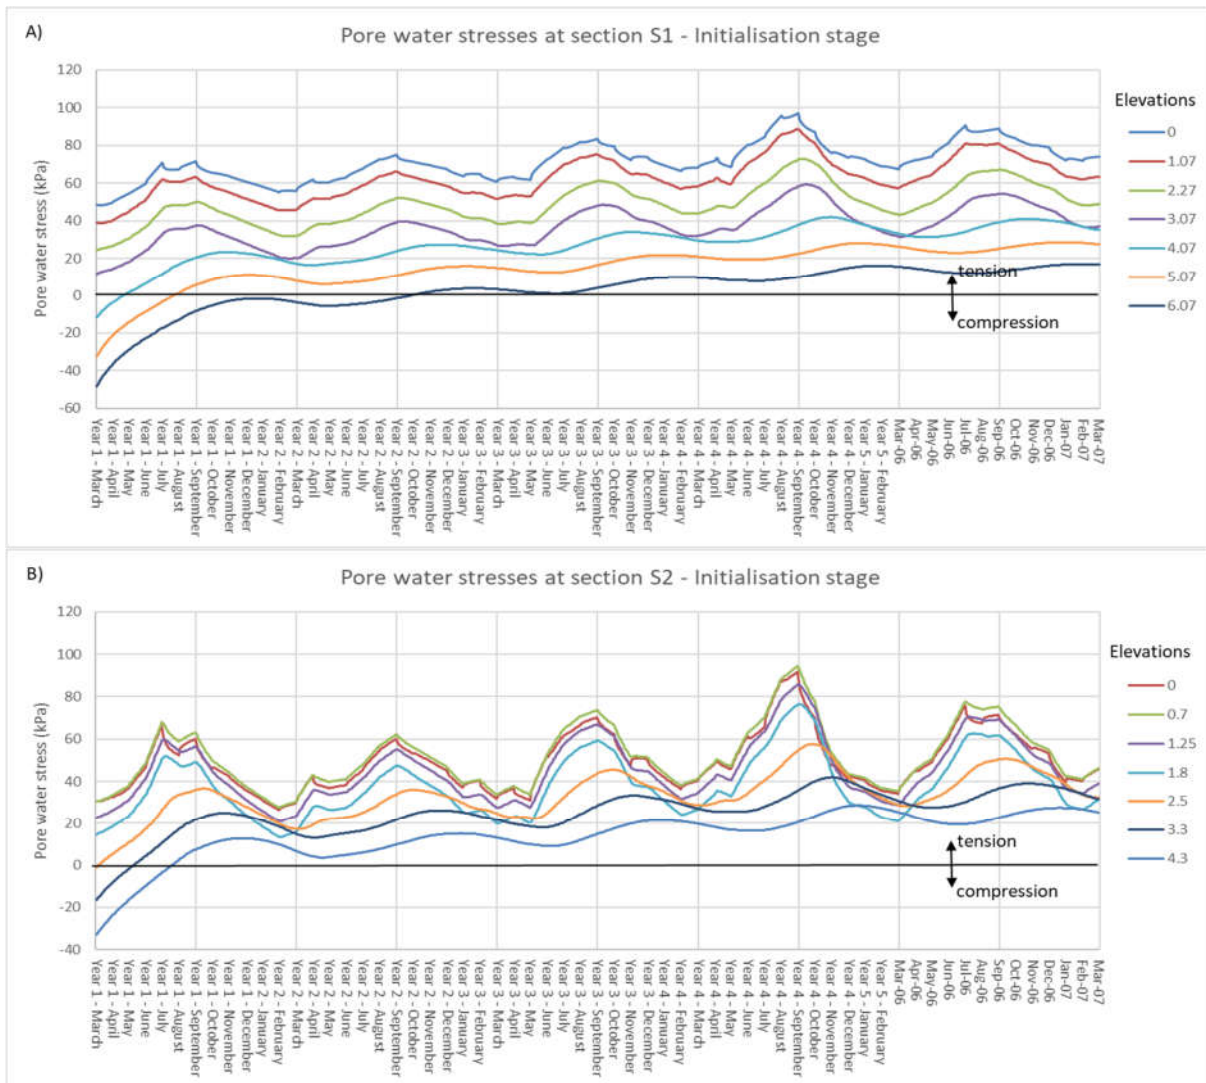 A)
Pore water stresses at section S1 - Initialisation stage
Pore water stress (kPa)
120
100
80
60
40
20
0
-20
-40
-60
tension
compression
Elevations
0
1.07
2.27
3.07
4.07
5.07
6.07
Year 1 - March
Year 1 - April
Year 1 - May
Year 1 - June
Year 1 - July
Year 1 - August
Year 1 - September
Year 1 - October
Year 1 - November
Year 1 - December
Year 2 - January
Year 2 - February
Year 2 - March
Year 2 - April
Year 2 - May
Year 2 - June
Year 2 - July
Year 2 - August
Year 2 - September
Year 2 - October
Year 2 - November
Year 2 - December
Year 3 - January
Year 3 - February
Year 3 - March
Year 3 - April
Year 3 - May
Year 3 - June
Year 3 - July
Year 3 - August
Year 3 - September
Year 3 - October
Year 3 - November
Year 3 - December
Year 4 - January
Year 4 - February
Year 4 - March
Year 4 - April
Year 4 - May
Year 4 - June
Year 4 - July
Year 4 - August
Year 4 - September
Year 4 - October
Year 4 - November
Year 4 - December
Year 5 - January
Year 5 - February
Mar-06
Apr-06
May-06
Jun-06
Jul-06
Aug-06
Sep-06
Oct-06
Nov-06
Dec-06
Jan-07
Feb-07
Mar-07
B)
Pore water stresses at section S2 - Initialisation stage
Pore water stress (kPa)
120
100
80
60
40
20
0
-20
-40
tension
compression
Elevations
0
0.7
1.25
1.8
2.5
3.3
4.3
Year 1 - March
Year 1 - April
Year 1 - May
Year 1 - June
Year 1 - July
Year 1 - August
Year 1 - September
Year 1 - October
Year 1 - November
Year 1 - December
Year 2 - January
Year 2 - February
Year 2 - March
Year 2 - April
Year 2 - May
Year 2 - June
Year 2 - July
Year 2 - August
Year 2 - September
Year 2 - October
Year 2 - November
Year 2 - December
Year 3 - January
Year 3 - February
Year 3 - March
Year 3 - April
Year 3 - May
Year 3 - June
Year 3 - July
Year 3 - August
Year 3 - September
Year 3 - October
Year 3 - November
Year 3 - December
Year 4 - January
Year 4 - February
Year 4 - March
Year 4 - April
Year 4 - May
Year 4 - June
Year 4 - July
Year 4 - August
Year 4 - September
Year 4 - October
Year 4 - November
Year 4 - December
Year 5 - January
Year 5 - February
Mar-06
Apr-06
May-06
Jun-06
Jul-06
Aug-06
Sep-06
Oct-06
Nov-06
Dec-06
Jan-07
Feb-07
Mar-07